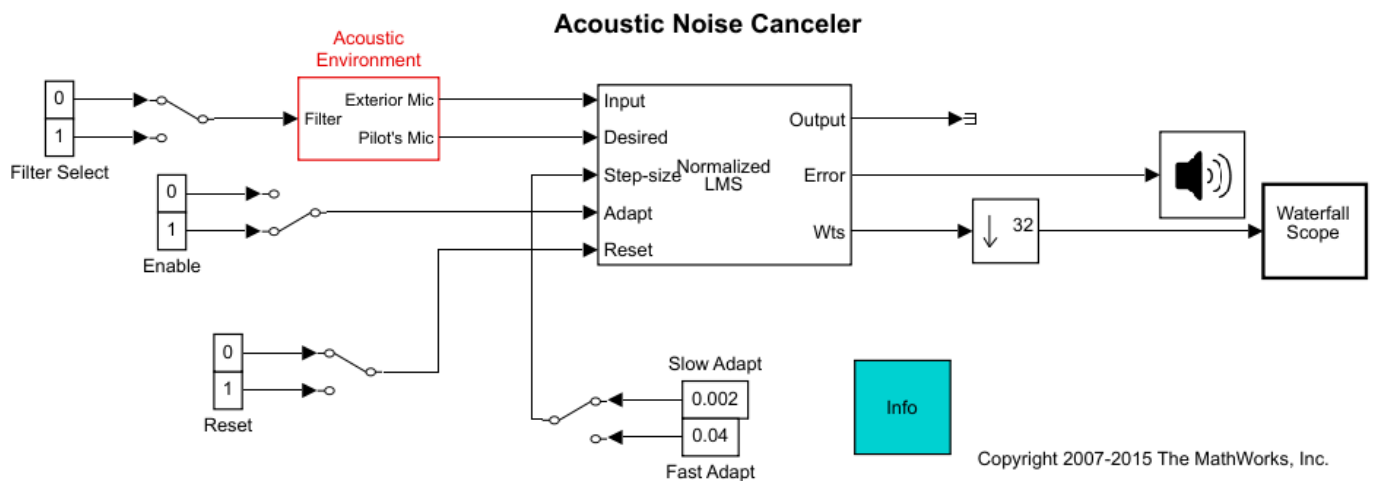 Acoustic Noise Canceler
Acoustic
Environment
0
1
Filter Select
Filter
Exterior Mic
Pilot's Mic
0
1
Enable
0
1
Reset
Input
Desired
Step-size
Adapt
Reset
Normalized
LMS
Output
Error
Wts
32
Waterfall
Scope
Slow Adapt
0.002
0.04
Fast Adapt
Info
Copyright 2007-2015 The MathWorks, Inc.